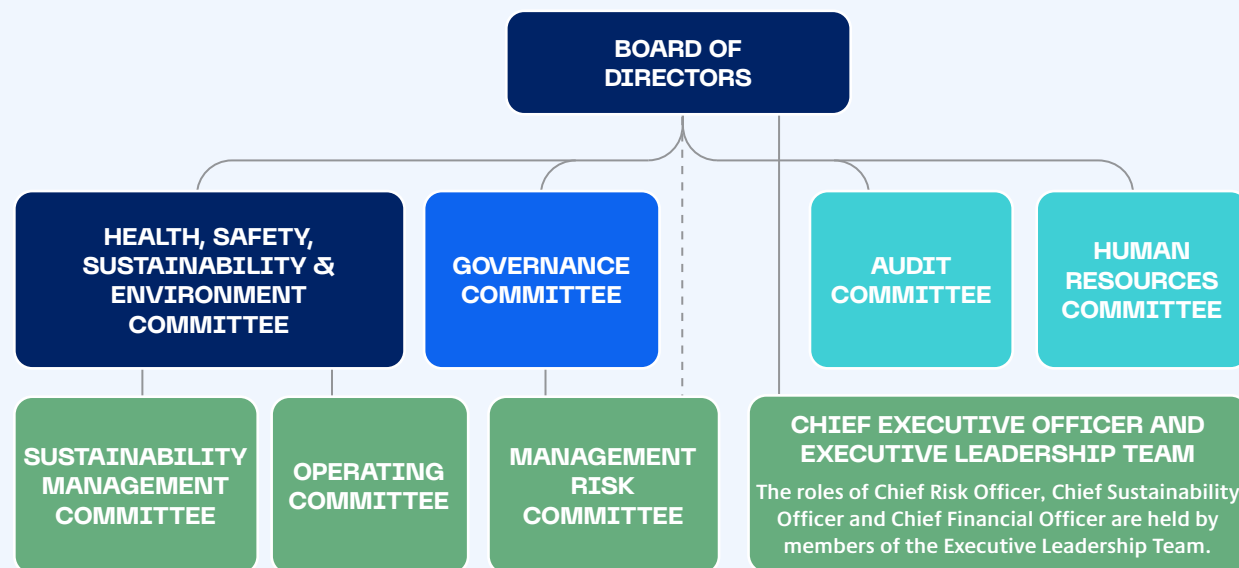 BOARD OF
DIRECTORS
HEALTH, SAFETY,
SUSTAINABILITY &
ENVIRONMENT
COMMITTEE
GOVERNANCE
COMMITTEE
AUDIT
COMMITTEE
HUMAN
RESOURCES
COMMITTEE
SUSTAINABILITY
MANAGEMENT
COMMITTEE
OPERATING
COMMITTEE
MANAGEMENT
RISK
COMMITTEE
CHIEF EXECUTIVE OFFICER AND
EXECUTIVE LEADERSHIP TEAM
The roles of Chief Risk Officer, Chief Sustainability
Officer and Chief Financial Officer are held by
members of the Executive Leadership Team.